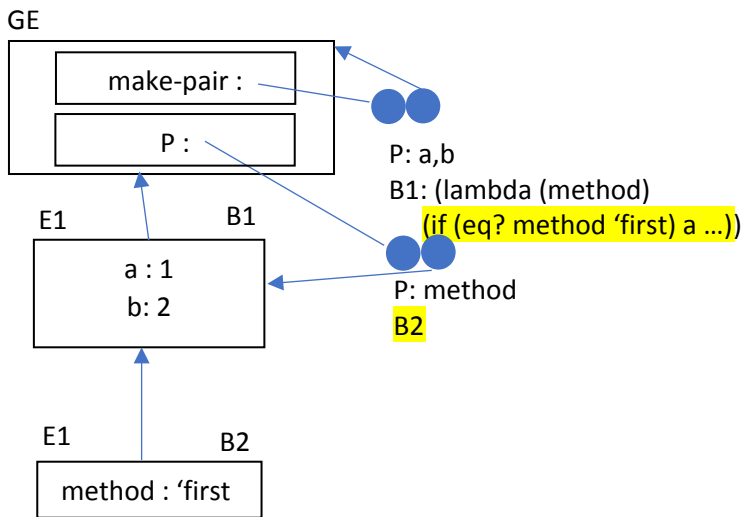 GE
make-pair :
P :
P: a,b
B1: (lambda (method)
(if (eq? method ‘first) a …))
E1
B1
a : 1
b: 2
P: method
B2
E1
B2
method : ‘first